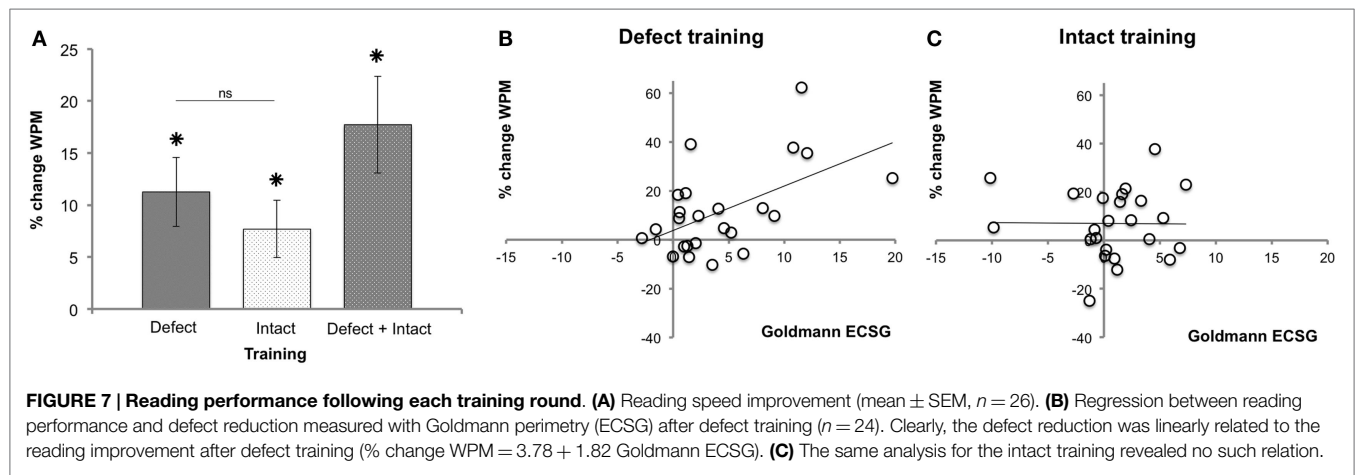 A
25
20
15
10
5
0
% change WPM
ns
*
*
*
Defect
Intact
Defect + Intact
Training
B
Defect training
% change WPM
60
40
20
0
-20
-40
-15
-10
-5
0
5
10
15
20
Goldmann ECSG
C
Intact training
% change WPM
60
40
20
0
-20
-40
-15
-10
-5
0
5
10
15
20
Goldmann ECSG
FIGURE 7 | Reading performance following each training round. (A) Reading speed improvement (mean ± SEM, n = 26). (B) Regression between reading
performance and defect reduction measured with Goldmann perimetry (ECSG) after defect training (n = 24). Clearly, the defect reduction was linearly related to the
reading improvement after defect training (% change WPM = 3.78 + 1.82 Goldmann ECSG). (C) The same analysis for the intact training revealed no such relation.